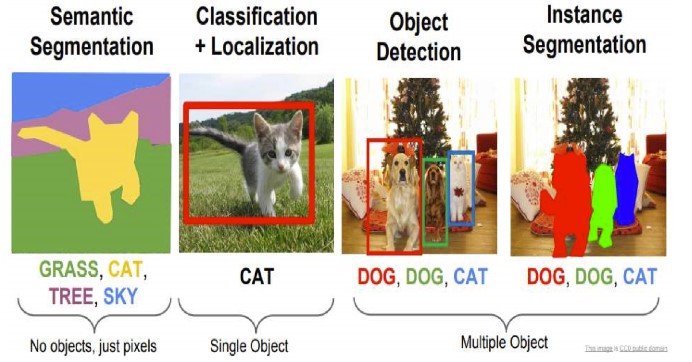 Semantic
Segmentation
Classification
+ Localization
Object
Detection
Instance
Segmentation
GRASS, CAT,
TREE, SKY
CAT
DOG, DOG, CAT
DOG, DOG, CAT
No objects, just pixels
Single Object
Multiple Object
This image is CC0 public domain